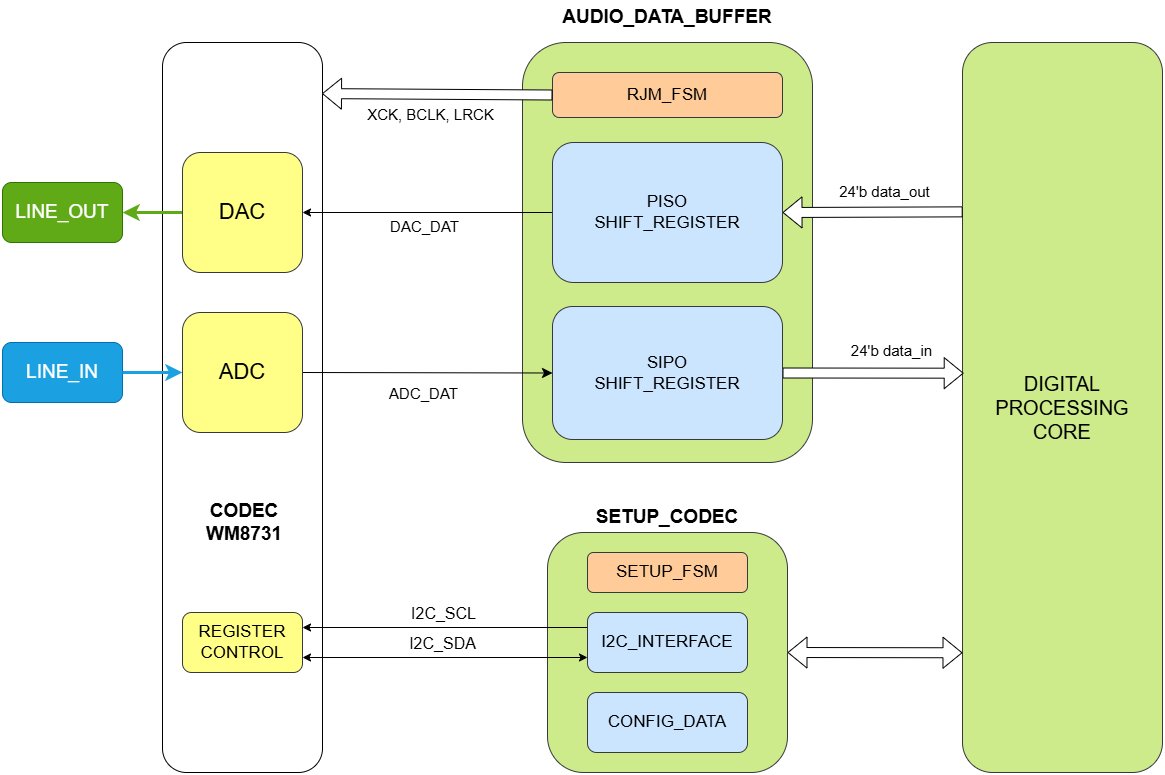 AUDIO_DATA_BUFFER
RJM_FSM
XCK, BCLK, LRCK
LINE_OUT
DAC
DAC_DAT
PISO
SHIFT_REGISTER
24'b data_out
LINE_IN
ADC
ADC_DAT
SIPO
SHIFT_REGISTER
24'b data_in
DIGITAL
PROCESSING
CORE
CODEC
WM8731
SETUP_CODEC
SETUP_FSM
REGISTER
CONTROL
I2C_SCL
I2C_SDA
I2C_INTERFACE
CONFIG_DATA